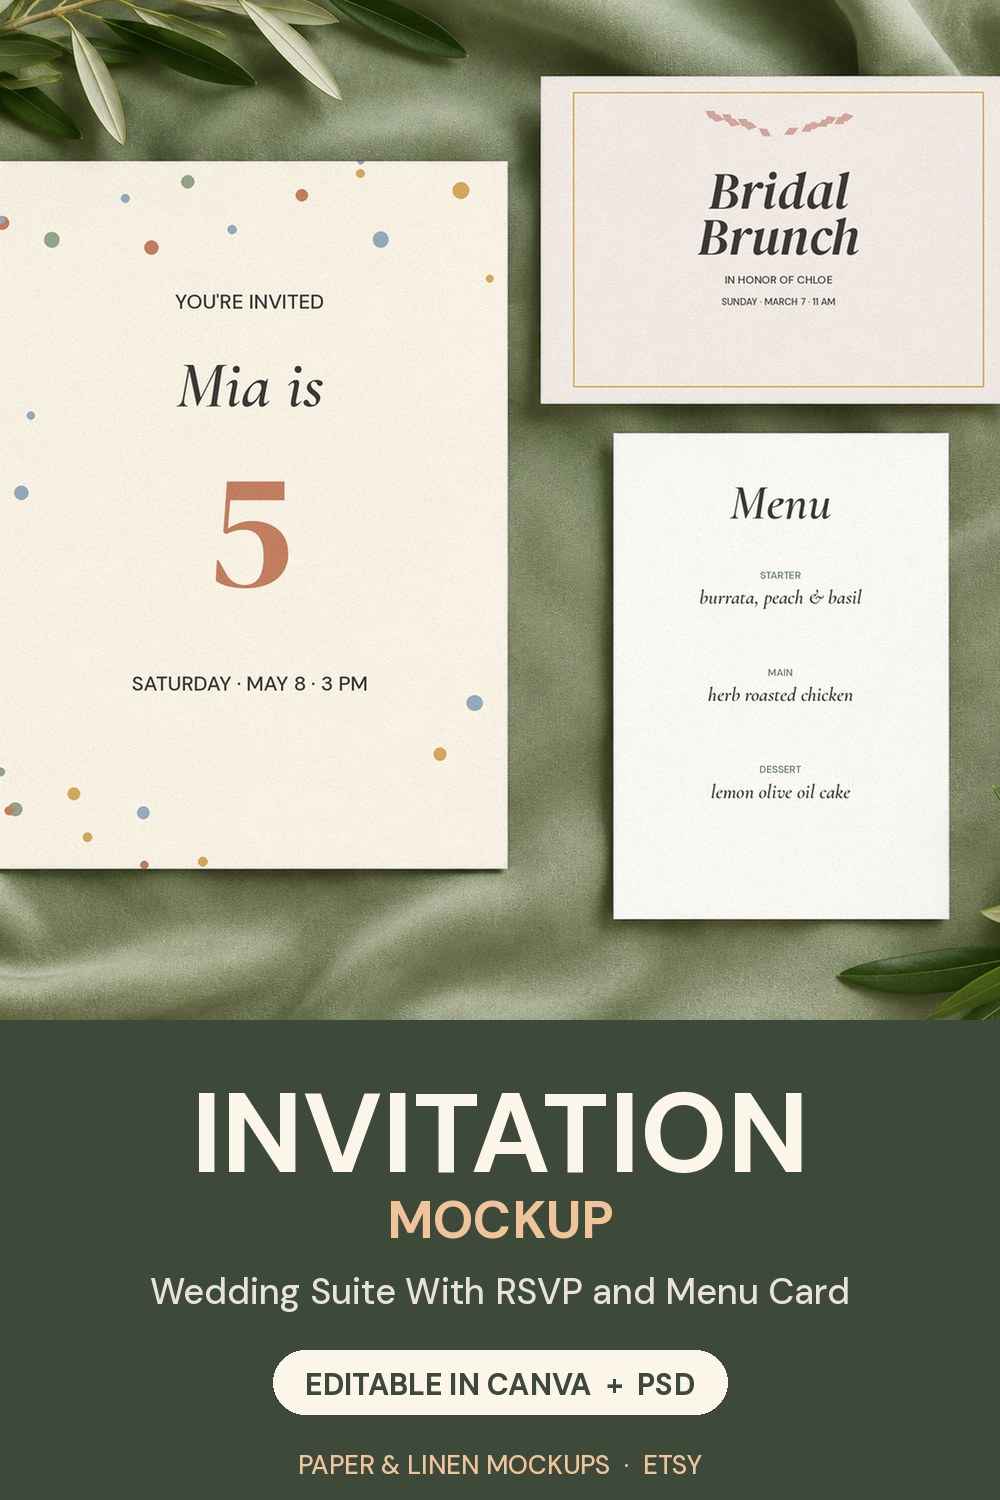 YOU'RE INVITED
Mia is
5
SATURDAY · MAY 8 · 3 PM
Bridal
Brunch
IN HONOR OF CHLOE
SUNDAY · MARCH 7 · 11 AM
Menu
STARTER
burrata, peach & basil
MAIN
herb roasted chicken
DESSERT
lemon olive oil cake
INVITATION
MOCKUP
Wedding Suite With RSVP and Menu Card
EDITABLE IN CANVA + PSD
PAPER & LINEN MOCKUPS · ETSY